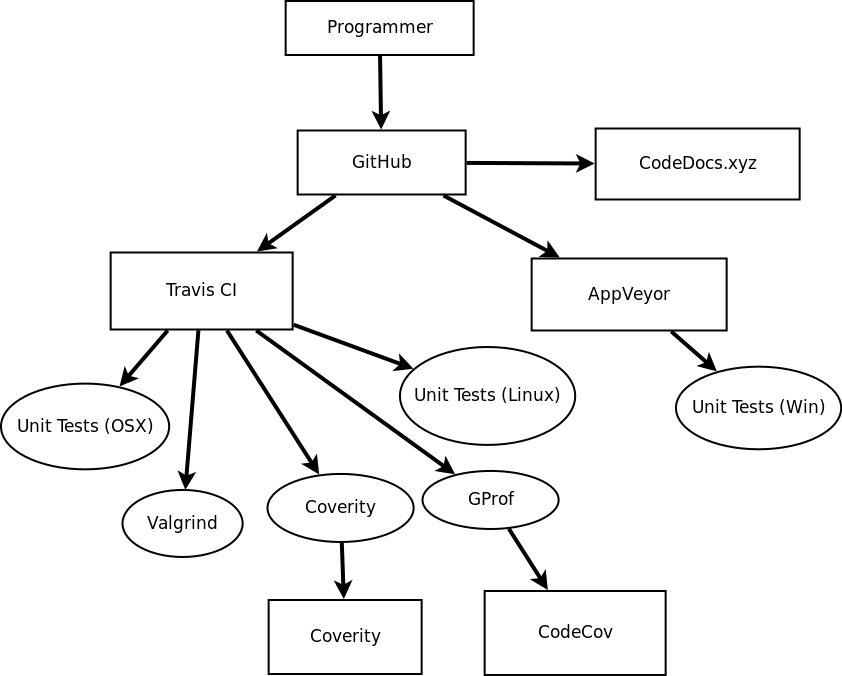 Programmer
GitHub
CodeDocs.xyz
Travis CI
AppVeyor
Unit Tests (Linux)
Unit Tests (Win)
Unit Tests (OSX)
GProf
Coverity
Valgrind
CodeCov
Coverity